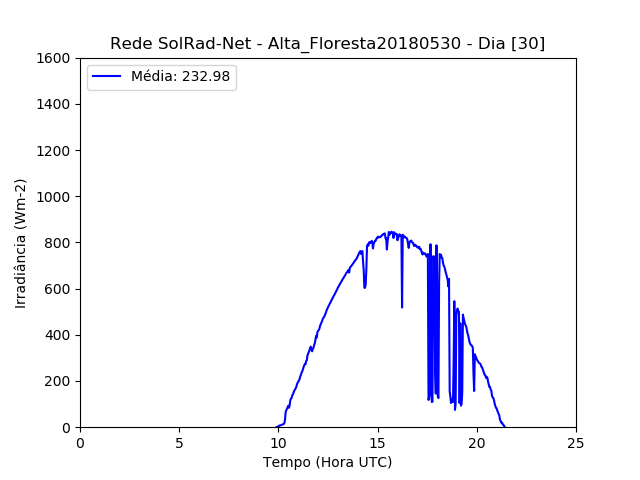 Rede SolRad-Net - Alta_Floresta20180530 - Dia [30]
Média: 232.98
1600
1400
1200
1000
800
600
400
200
0
Irradiância (Wm-2)
0 5 10 15 20 25
Tempo (Hora UTC)